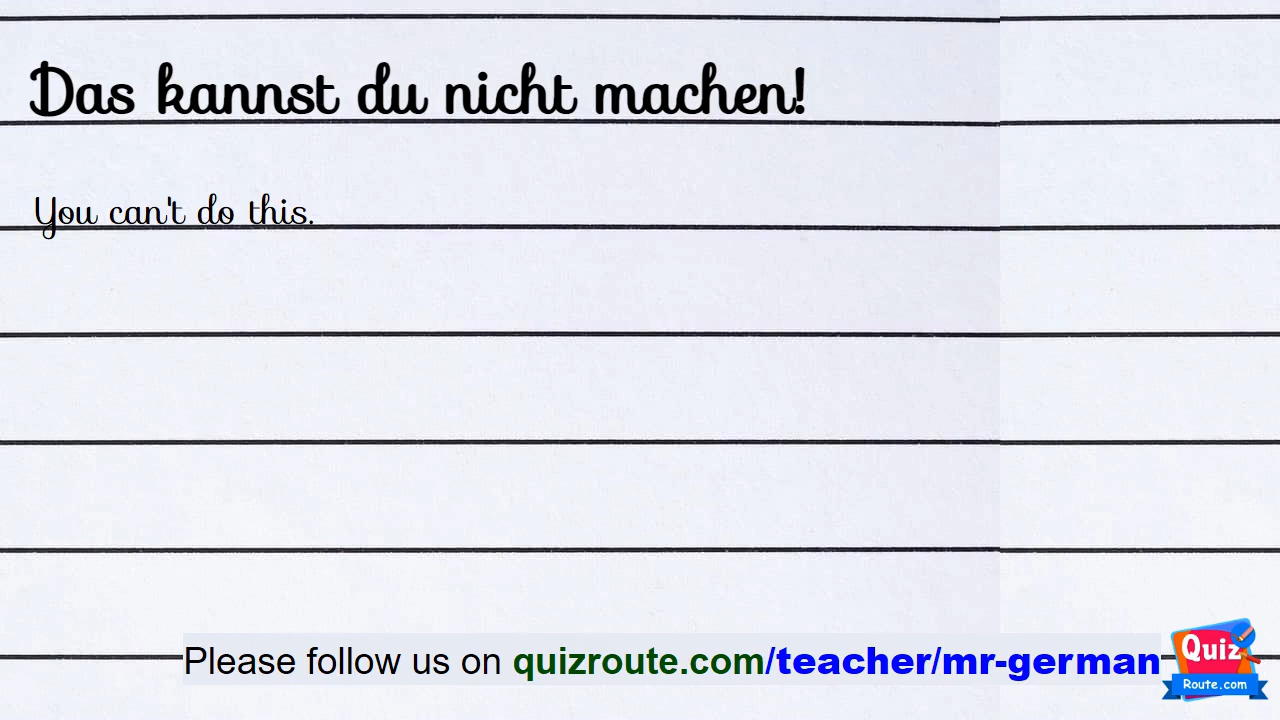 Das kannst du nicht machen!
You can't do this.
Please follow us on quizroute.com/teacher/mr-german
Quiz
Route.com